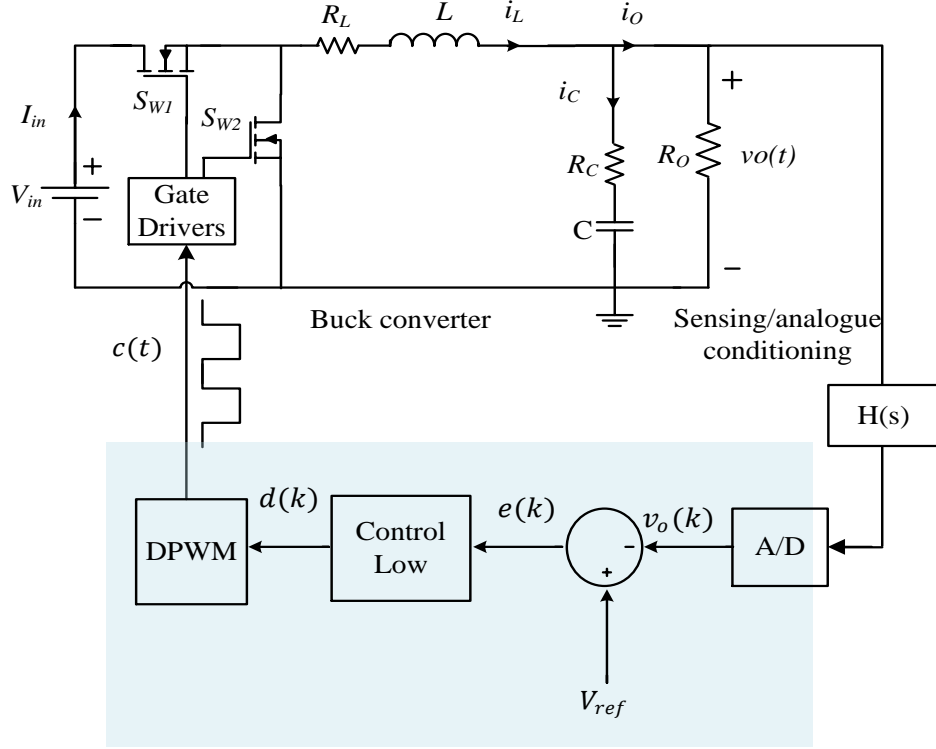 R_L
L
i_L
i_O
S_W1
I_in
S_W2
i_C
+
+
R_C
R_O
vo(t)
V_in
−
Gate
Drivers
C
−
Buck converter
Sensing/analogue
conditioning
c(t)
H(s)
d(k)
e(k)
v_o(k)
DPWM
Control
Low
-
A/D
+
V_ref